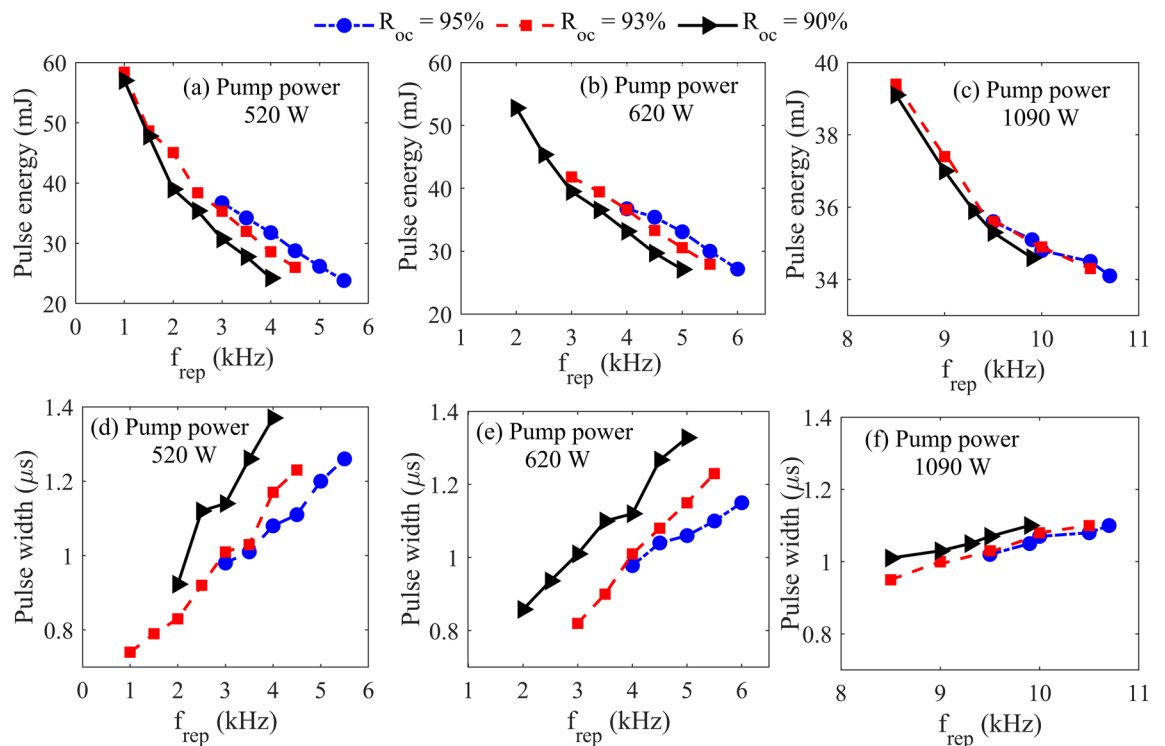 R_oc = 95% R_oc = 93% R_oc = 90%
(a) Pump power
520 W
Pulse energy (mJ)
60
50
40
30
20
0 1 2 3 4 5 6
f_rep (kHz)
(b) Pump power
620 W
Pulse energy (mJ)
60
50
40
30
20
1 2 3 4 5 6
f_rep (kHz)
(c) Pump power
1090 W
Pulse energy (mJ)
40
38
36
34
8 9 10 11
f_rep (kHz)
(d) Pump power
520 W
Pulse width (μs)
1.4
1.2
1
0.8
0 1 2 3 4 5 6
f_rep (kHz)
(e) Pump power
620 W
Pulse width (μs)
1.4
1.2
1
0.8
1 2 3 4 5 6
f_rep (kHz)
(f) Pump power
1090 W
Pulse width (μs)
1.4
1.2
1
0.8
8 9 10 11
f_rep (kHz)